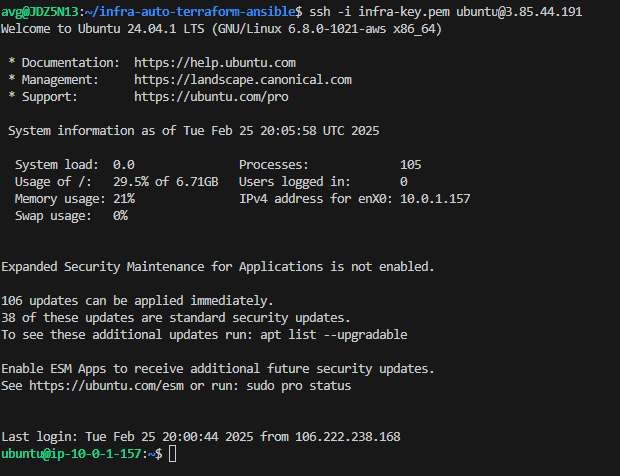 avg@JDZ5N13:~/infra-auto-terraform-ansible$ ssh -i infra-key.pem ubuntu@3.85.44.191
Welcome to Ubuntu 24.04.1 LTS (GNU/Linux 6.8.0-1021-aws x86_64)
* Documentation:  https://help.ubuntu.com
* Management:     https://landscape.canonical.com
* Support:        https://ubuntu.com/pro
System information as of Tue Feb 25 20:05:58 UTC 2025
System load:  0.0                Processes:             105
Usage of /:   29.5% of 6.71GB   Users logged in:       0
Memory usage: 21%                IPv4 address for enX0: 10.0.1.157
Swap usage:   0%
Expanded Security Maintenance for Applications is not enabled.
106 updates can be applied immediately.
38 of these updates are standard security updates.
To see these additional updates run: apt list --upgradable
Enable ESM Apps to receive additional future security updates.
See https://ubuntu.com/esm or run: sudo pro status
Last login: Tue Feb 25 20:00:44 2025 from 106.222.238.168
ubuntu@ip-10-0-1-157:~$